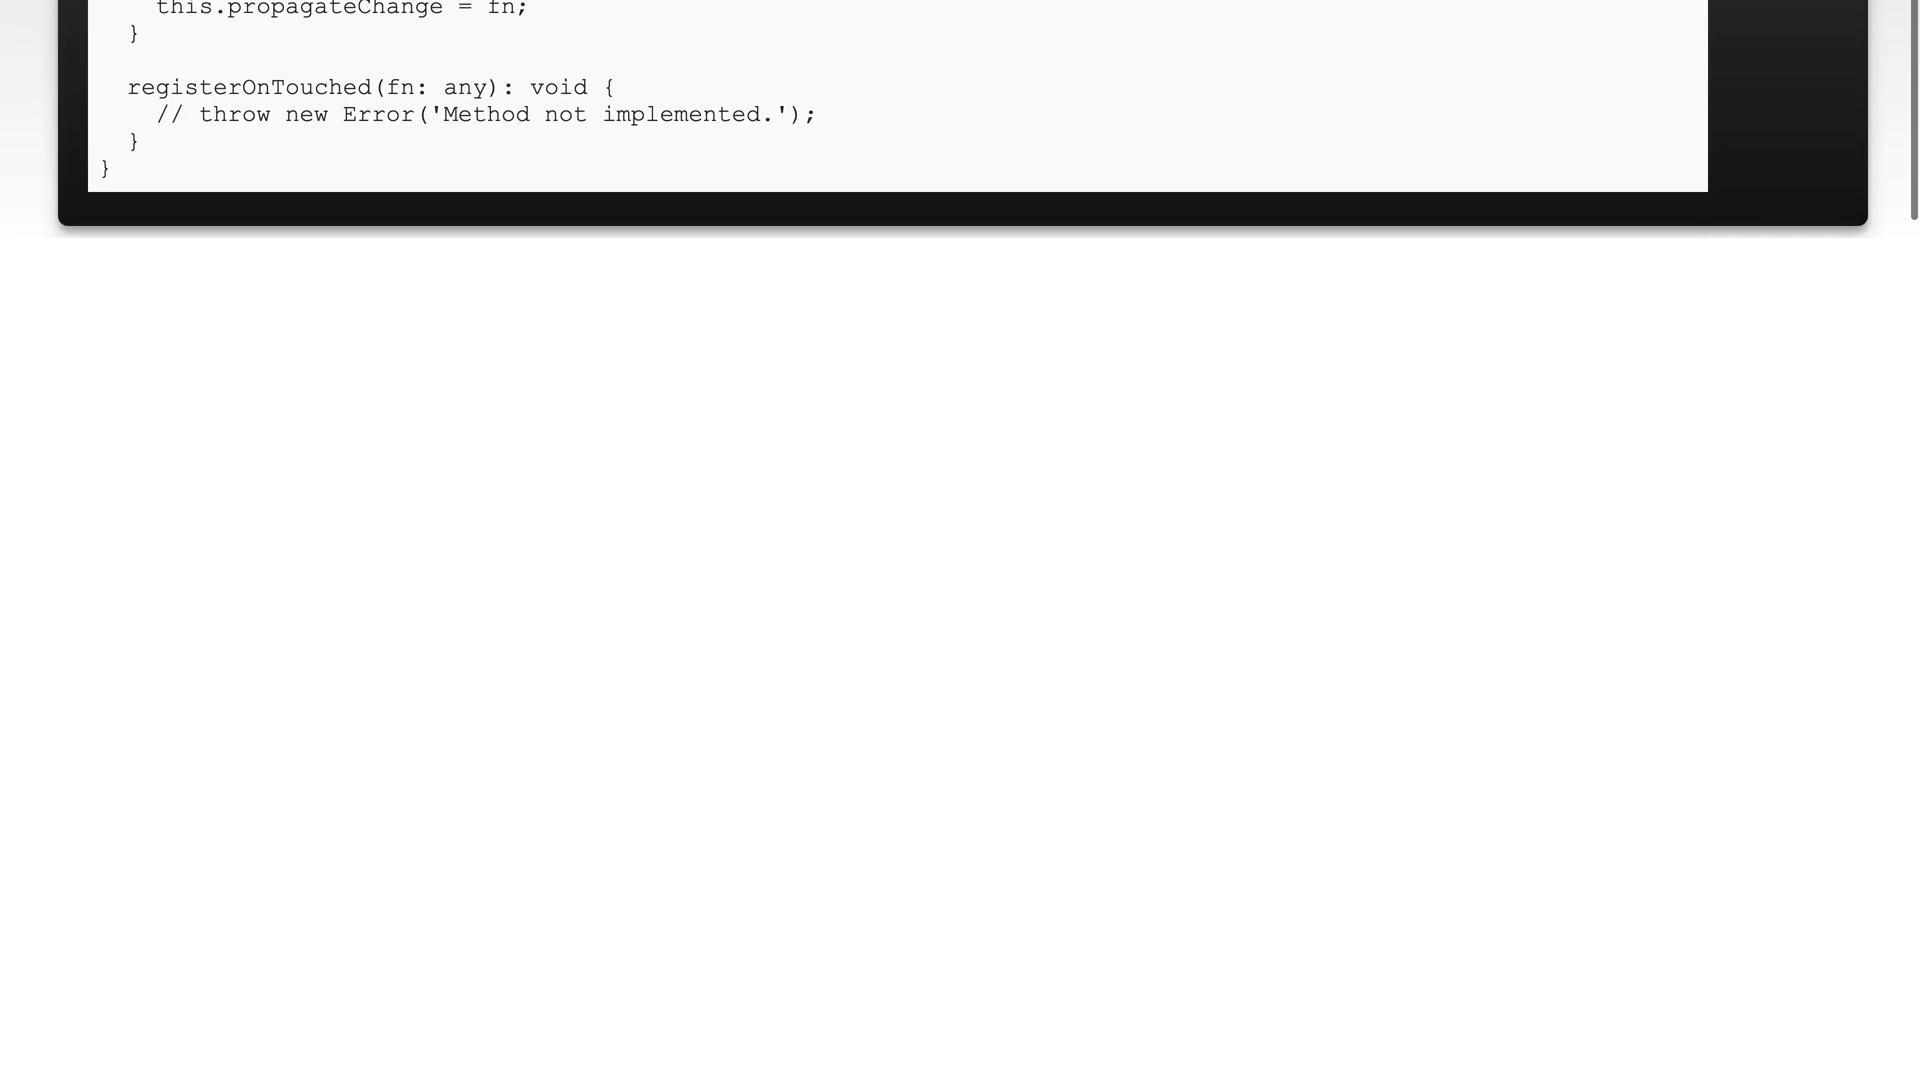 this.propagateChange = fn;
}
registerOnTouched(fn: any): void {
// throw new Error('Method not implemented.');
}
}